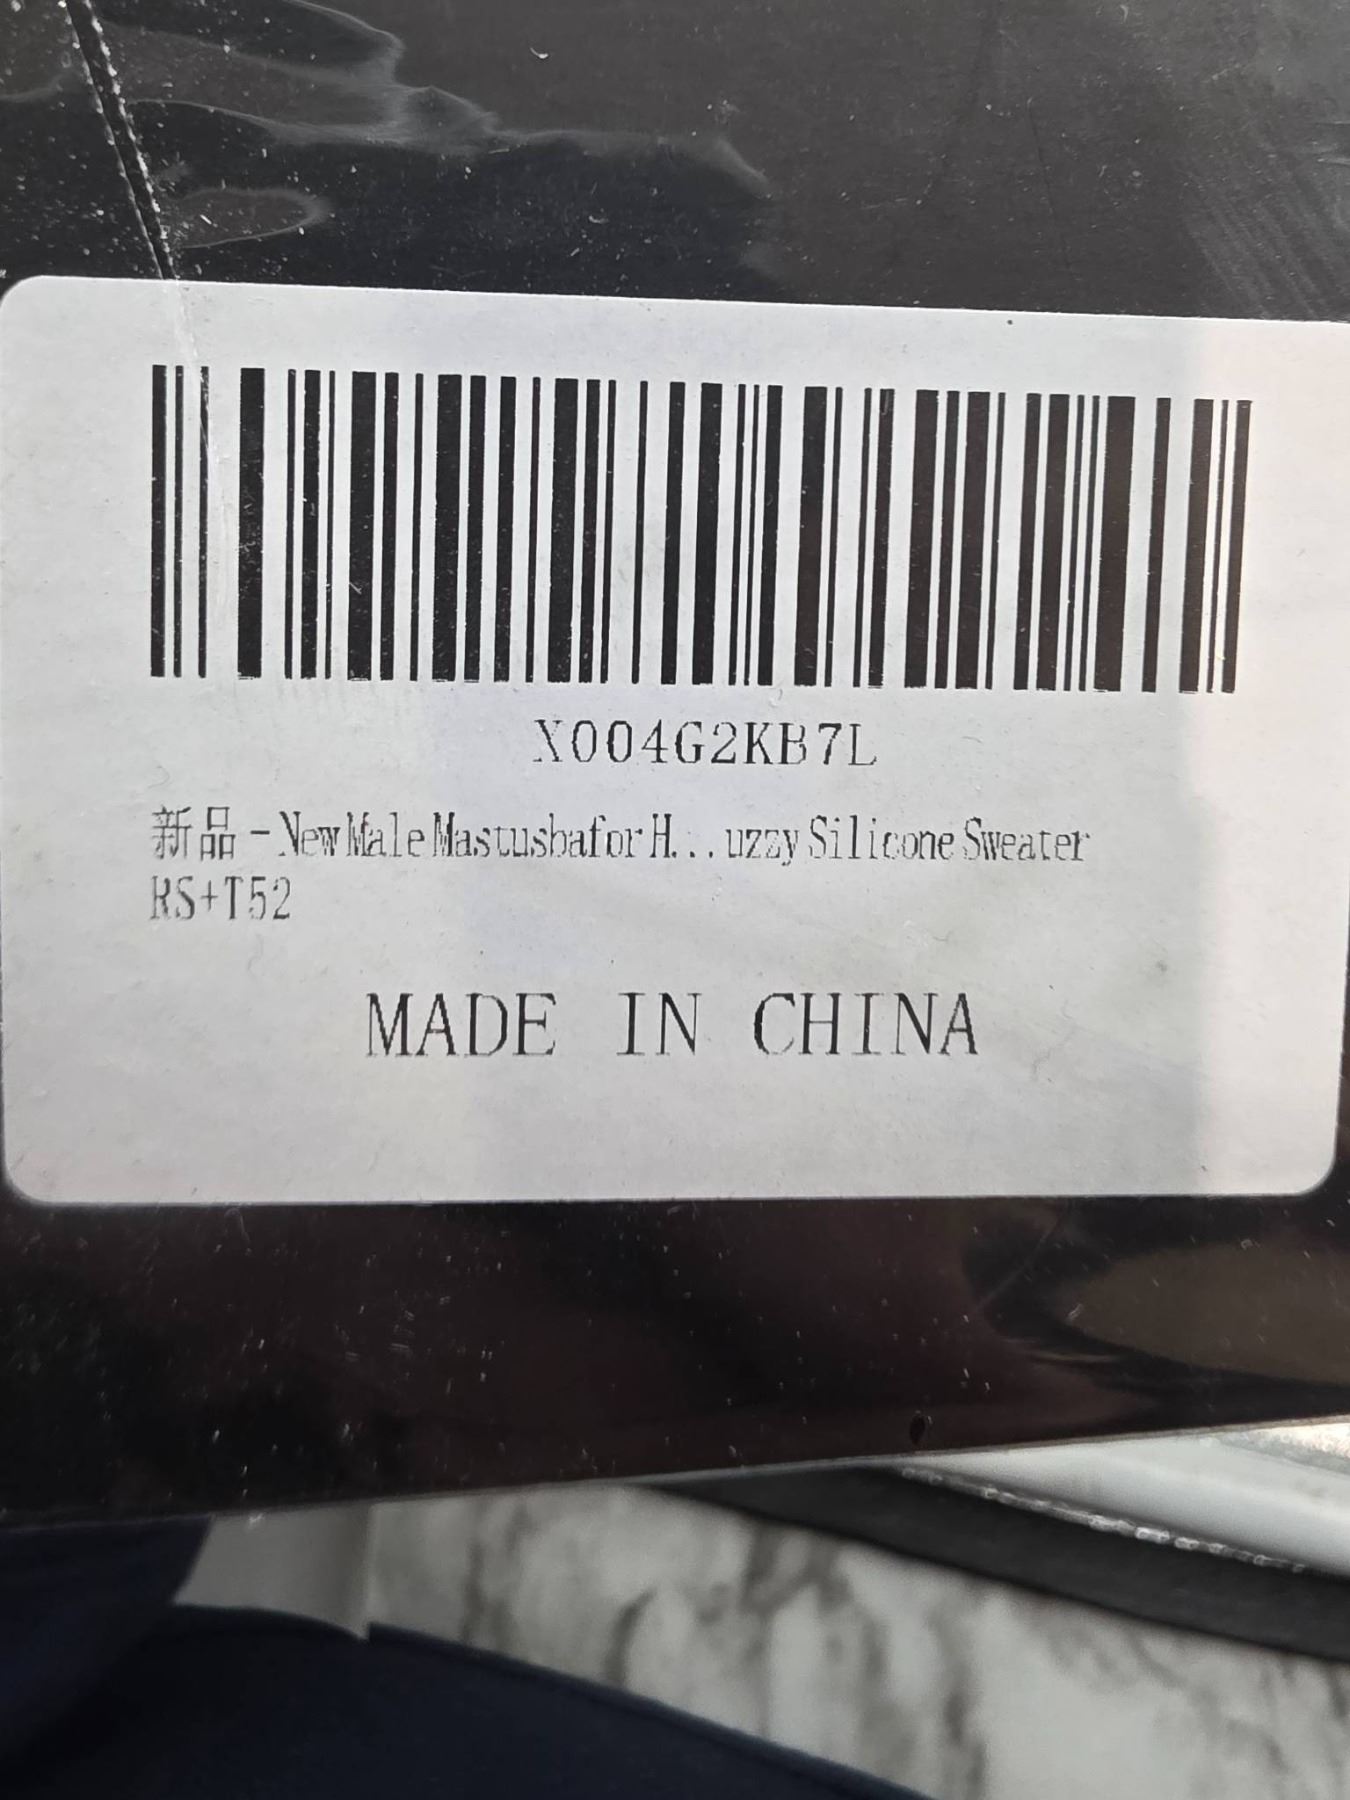 X004G2KB7L
新品-New Male Mastusbafor H...uzzy Silicone Sweater
RS+T52
MADE IN CHINA